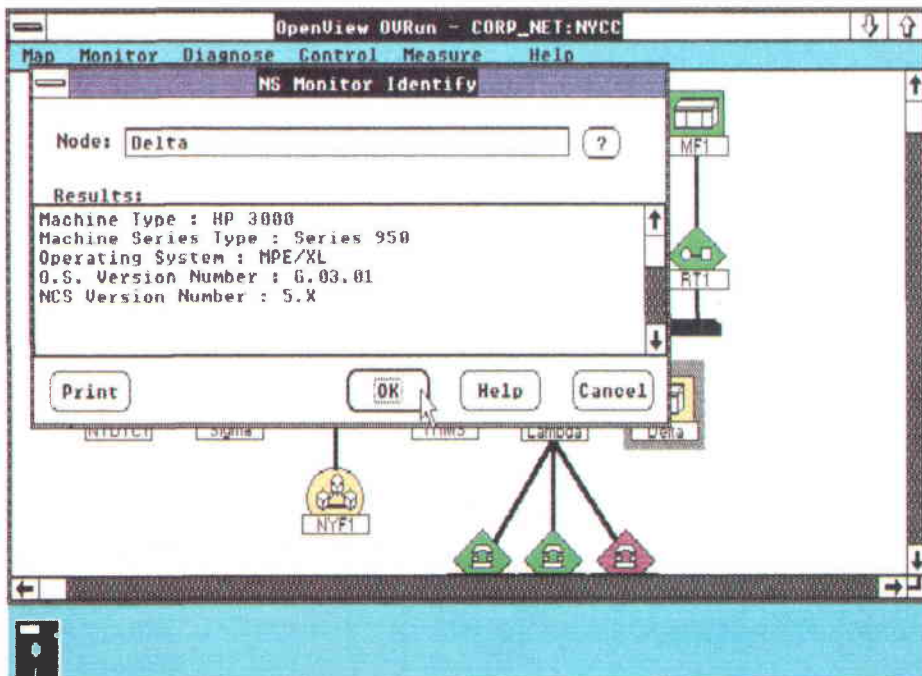 OpenView OVRun - CORP_NET:NYCC
Map Monitor Diagnose Control Measure Help
NS Monitor Identify
Node: Delta ?
Results:
Machine Type : HP 3000
Machine Series Type : Series 950
Operating System : MPE/XL
O.S. Version Number : G.03.01
NCS Version Number : 5.X
Print OK Help Cancel
MF1
RT1
NYDTC1 Sigma Lambda Delta
NYF1